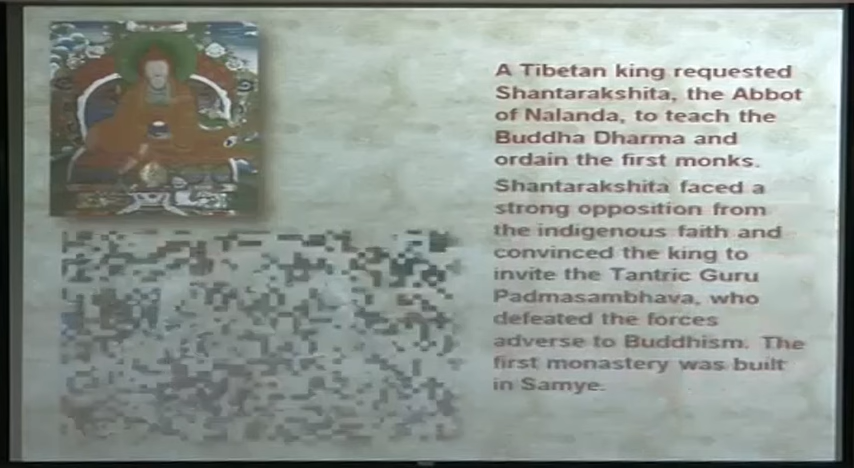 A Tibetan king requested
Shantarakshita, the Abbot
of Nalanda, to teach the
Buddha Dharma and
ordain the first monks.
Shantarakshita faced a
strong opposition from
the indigenous faith and
convinced the king to
invite the Tantric Guru
Padmasambhava, who
defeated the forces
adverse to Buddhism. The
first monastery was built
in Samye.